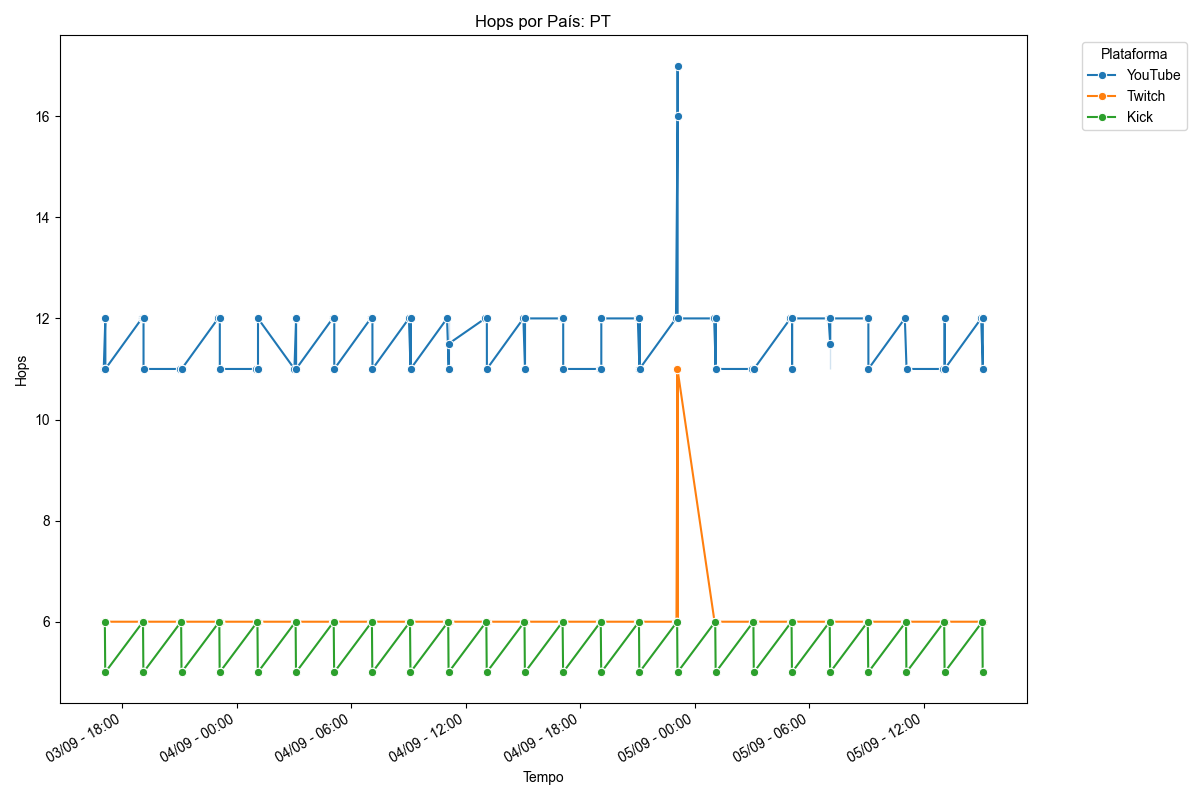 Hops por País: PT
Plataforma
YouTube
Twitch
Kick
Hops
16
14
12
10
8
6
03/09 - 18:00
04/09 - 00:00
04/09 - 06:00
04/09 - 12:00
04/09 - 18:00
05/09 - 00:00
05/09 - 06:00
05/09 - 12:00
Tempo